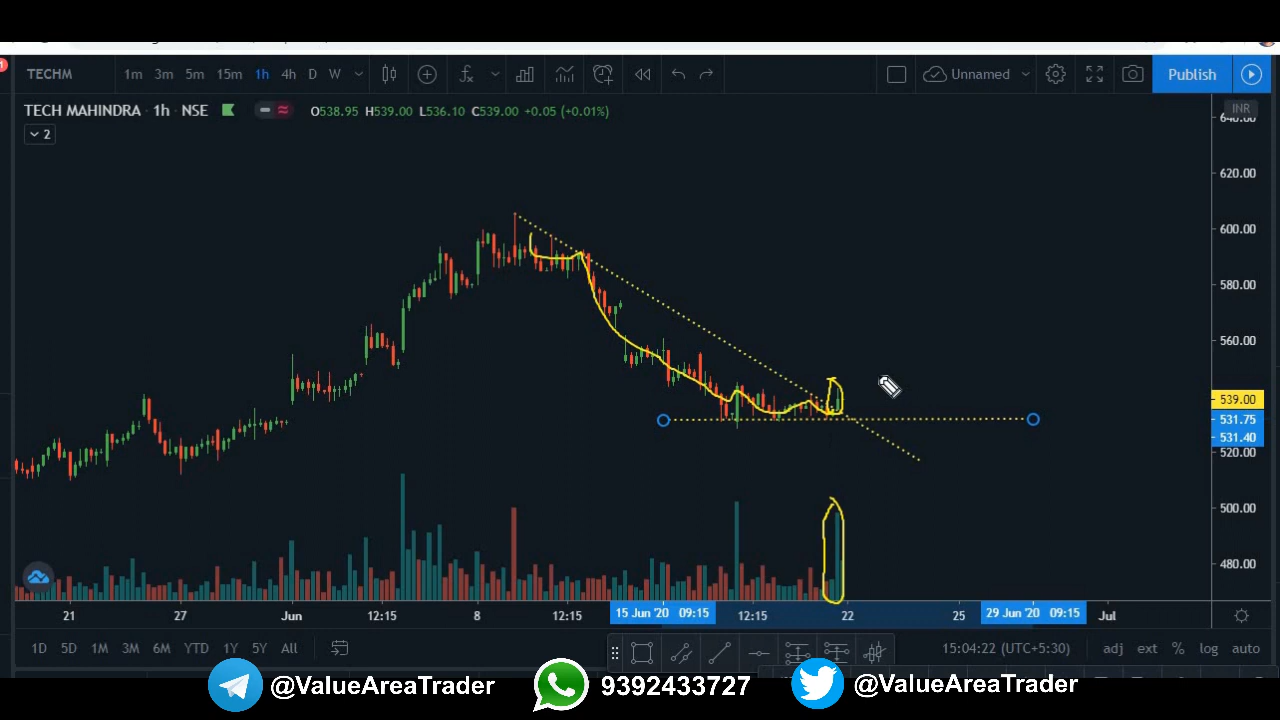 1
TECHM 1m 3m 5m 15m 1h 4h D W fx Unnamed Publish
TECH MAHINDRA · 1h · NSE O538.95 H539.00 L536.10 C539.00 +0.05 (+0.01%) INR
2
640.00
620.00
600.00
580.00
560.00
539.00
531.75
531.40
520.00
500.00
480.00
21 27 Jun 12:15 8 12:15 15 Jun '20 09:15 12:15 22 25 29 Jun '20 09:15 Jul
1D 5D 1M 3M 6M YTD 1Y 5Y All 15:04:22 (UTC+5:30) adj ext % log auto
@ValueAreaTrader 9392433727 @ValueAreaTrader